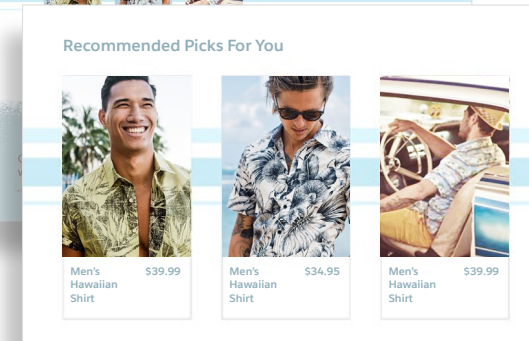 Recommended Picks For You
Men's
Hawaiian
Shirt
$39.99
Men's
Hawaiian
Shirt
$34.95
Men's
Hawaiian
Shirt
$39.99